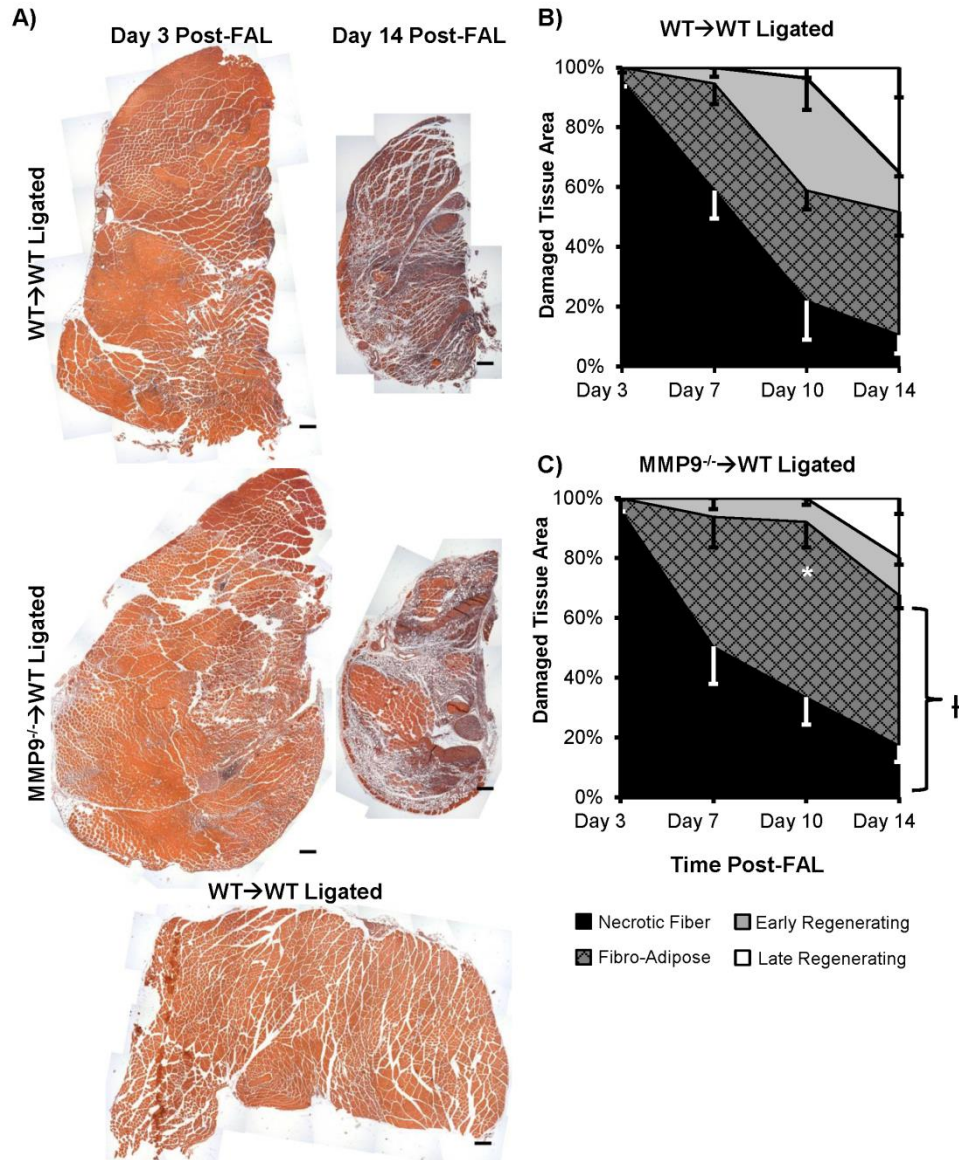 A)
Day 3 Post-FAL
Day 14 Post-FAL
WT→WT Ligated
MMP9-/-→WT Ligated
WT→WT Ligated
B)
WT→WT Ligated
Damaged Tissue Area
100%
80%
60%
40%
20%
0%
Day 3
Day 7
Day 10
Day 14
C)
MMP9-/-→WT Ligated
Damaged Tissue Area
100%
80%
60%
40%
20%
0%
*
†
Day 3
Day 7
Day 10
Day 14
Time Post-FAL
Necrotic Fiber
Early Regenerating
Fibro-Adipose
Late Regenerating